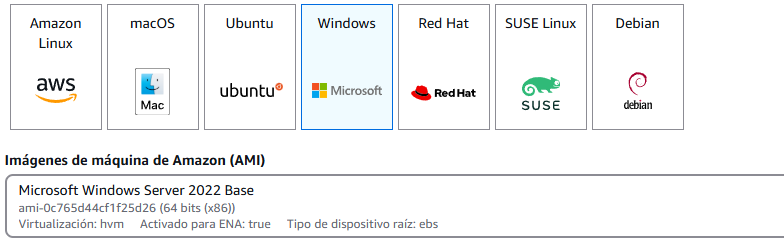 Amazon Linux
macOS
Ubuntu
Windows
Red Hat
SUSE Linux
Debian
aws
Mac
ubuntu
Microsoft
Red Hat
SUSE
debian
Imágenes de máquina de Amazon (AMI)
Microsoft Windows Server 2022 Base
ami-0c765d44cf1f25d26 (64 bits (x86))
Virtualización: hvm Activado para ENA: true Tipo de dispositivo raíz: ebs